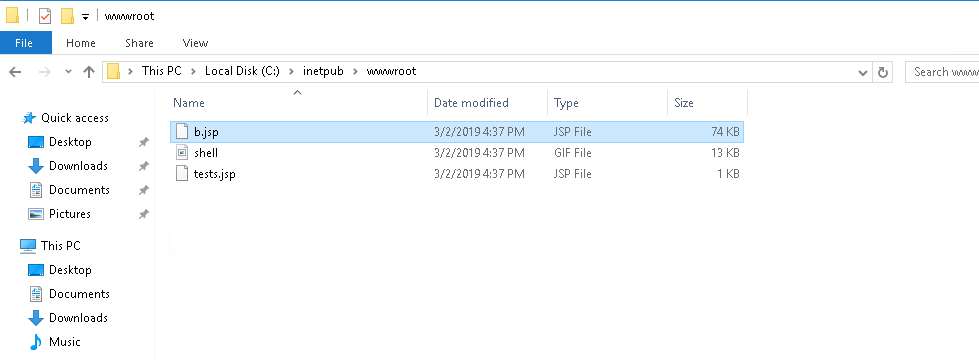 wwwroot
File Home Share View
This PC Local Disk (C:) inetpub wwwroot Search www
Name Date modified Type Size
Quick access
b.jsp 3/2/2019 4:37 PM JSP File 74 KB
Desktop
shell 3/2/2019 4:37 PM GIF File 13 KB
Downloads
tests.jsp 3/2/2019 4:37 PM JSP File 1 KB
Documents
Pictures
This PC
Desktop
Documents
Downloads
Music